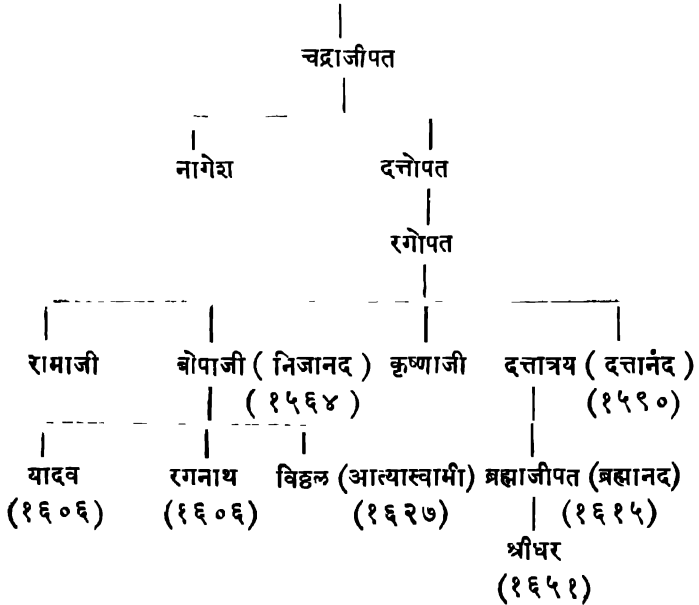 चद्राजीपत
नागेश दत्तोपत
रगोपत
रामाजी बोपाजी ( निजानद ) कृष्णाजी दत्तात्रय ( दत्तानंद )
( १५६४ ) (१५९०)
यादव रगनाथ विठ्ठल (आत्यास्वामी) ब्रह्माजीपत (ब्रह्मानद)
(१६०६) (१६०६) (१६२७) (१६१५)
श्रीधर
(१६५१)